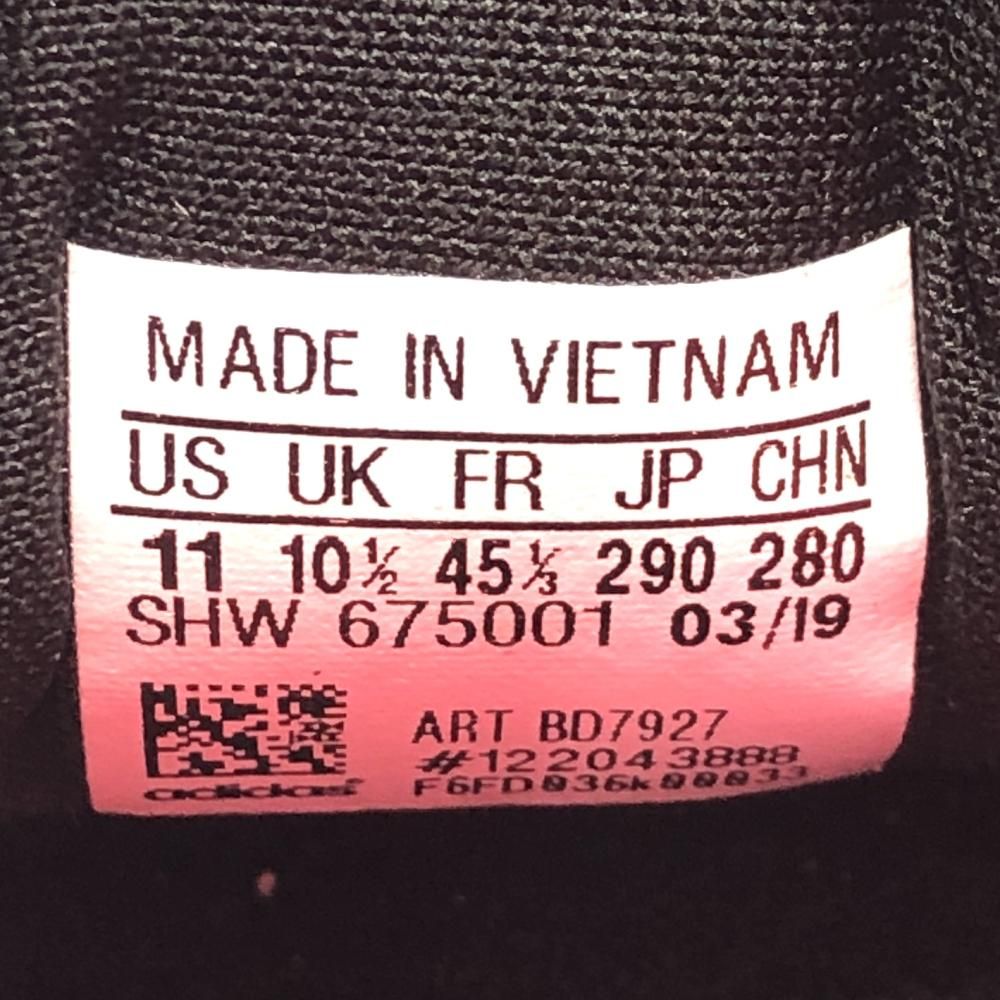 MADE IN VIETNAM
US UK FR JP CHN
11 10½ 45⅓ 290 280
SHW 675001 03/19
ART BD7927
#122043888
F6FD036k00033
adidas